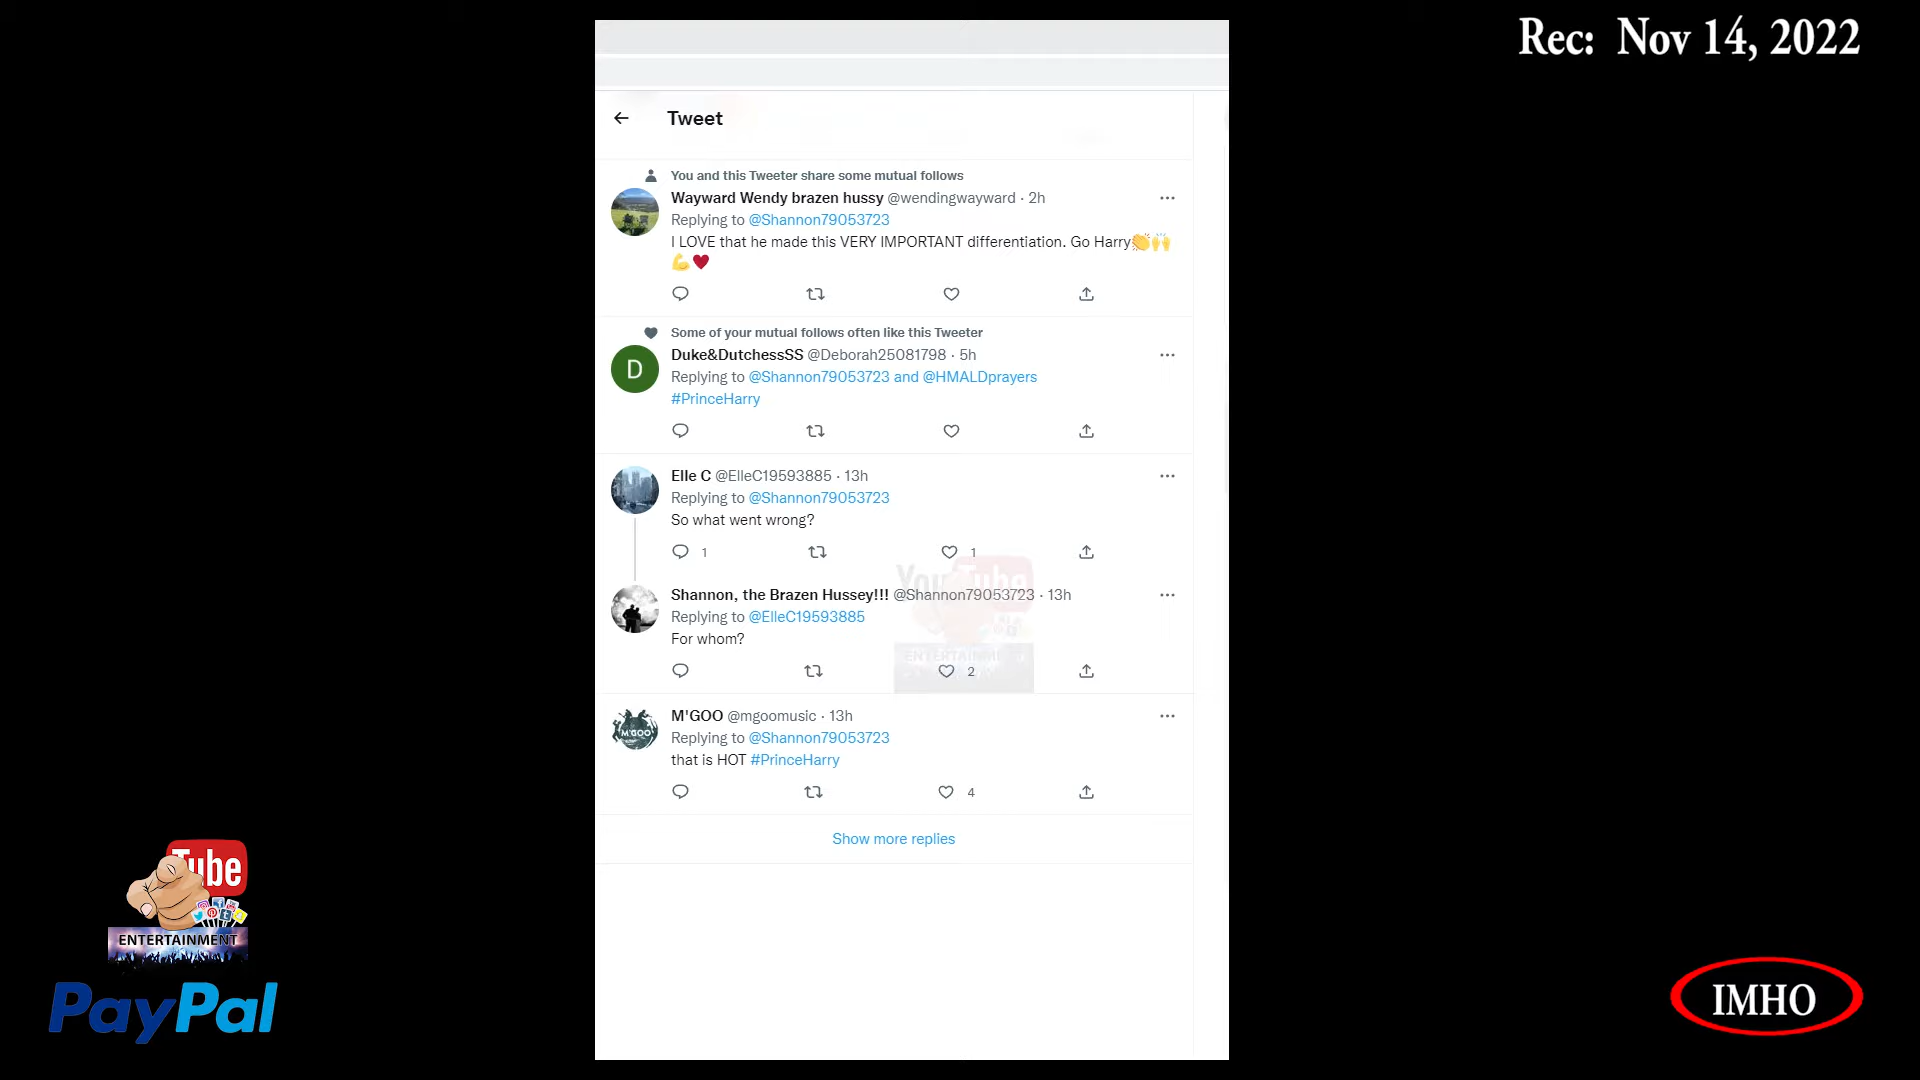 Rec: Nov 14, 2022
Tweet
You and this Tweeter share some mutual follows
Wayward Wendy brazen hussy @wendingwayward · 2h
Replying to @Shannon79053723
I LOVE that he made this VERY IMPORTANT differentiation. Go Harry👏🙌
💪♥
Some of your mutual follows often like this Tweeter
Duke&DutchessSS @Deborah25081798 · 5h
D
Replying to @Shannon79053723 and @HMALDprayers
#PrinceHarry
Elle C @ElleC19593885 · 13h
Replying to @Shannon79053723
So what went wrong?
1 1
Shannon, the Brazen Hussey!!! @Shannon79053723 · 13h
Replying to @ElleC19593885
For whom?
2
YouTube
ENTERTAINMENT
M'GOO @mgoomusic · 13h
M'GOO
Replying to @Shannon79053723
that is HOT #PrinceHarry
4
Show more replies
Tube
ENTERTAINMENT
PayPal
IMHO